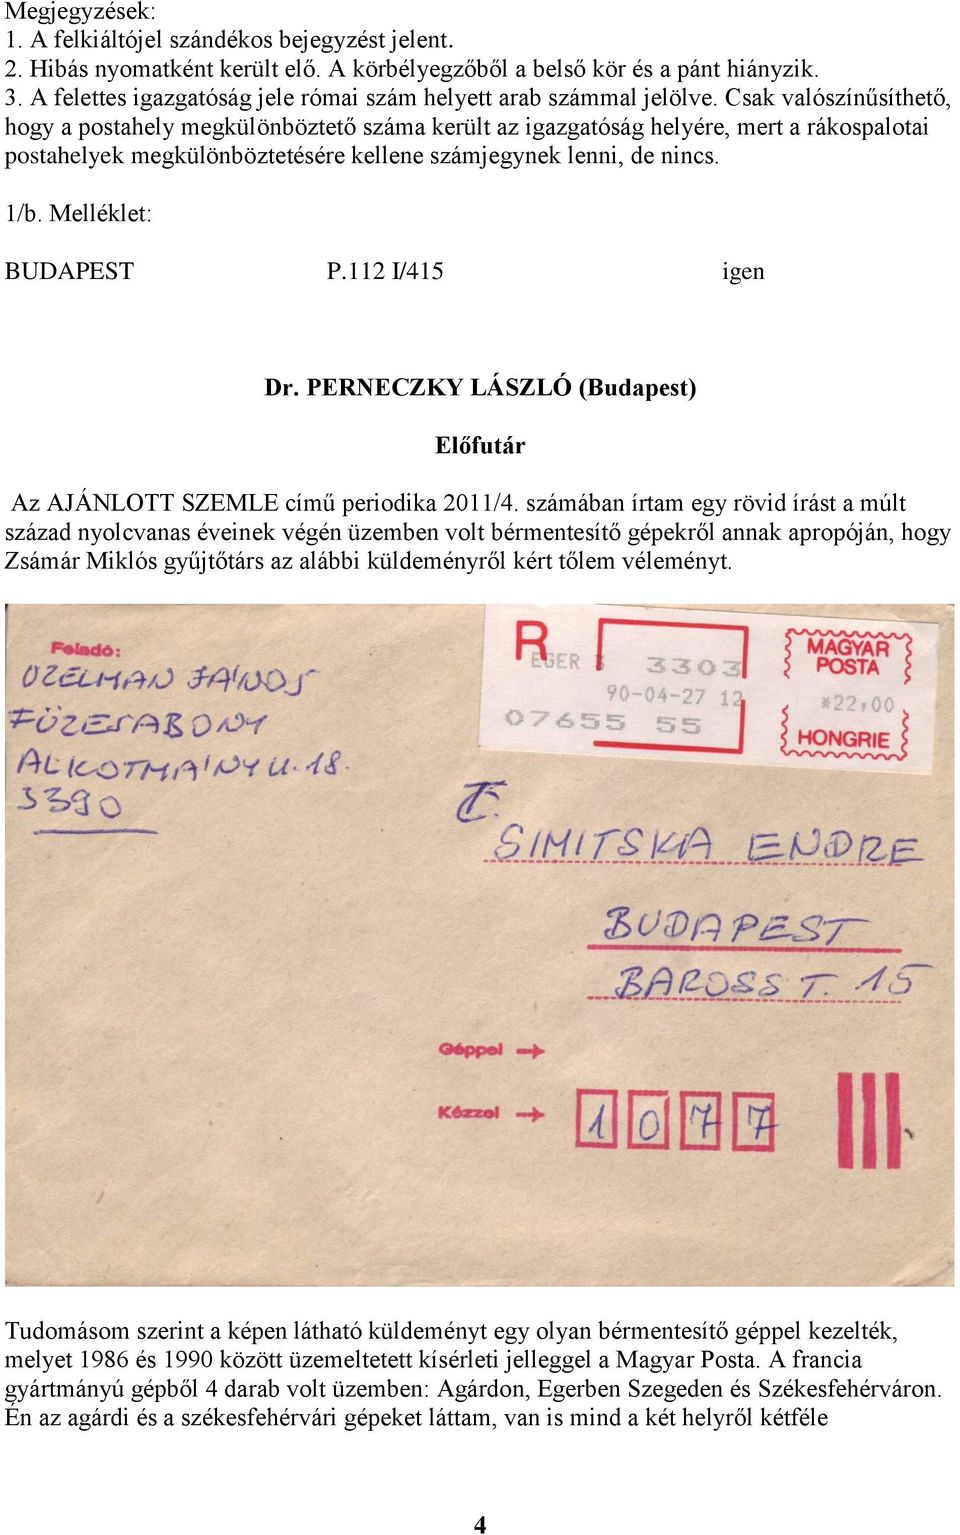 Megjegyzések:
1. A felkiáltójel szándékos bejegyzést jelent.
2. Hibás nyomatként került elő. A körbélyegzőből a belső kör és a pánt hiányzik.
3. A felettes igazgatóság jele római szám helyett arab számmal jelölve. Csak valószínűsíthető,
hogy a postahely megkülönböztető száma került az igazgatóság helyére, mert a rákospalotai
postahelyek megkülönböztetésére kellene számjegynek lenni, de nincs.
1/b. Melléklet:
BUDAPEST P.112 I/415 igen
Dr. PERNECZKY LÁSZLÓ (Budapest)
Előfutár
Az AJÁNLOTT SZEMLE című periodika 2011/4. számában írtam egy rövid írást a múlt
század nyolcvanas éveinek végén üzemben volt bérmentesítő gépekről annak apropóján, hogy
Zsámár Miklós gyűjtőtárs az alábbi küldeményről kért tőlem véleményt.
Feladó:
OZELMAN JÁNOS
FÜZESABONY
ALKOTMÁNY U. 18.
3390
R
EGER 3 3303
90-04-27 12
07655 55
MAGYAR
POSTA
*22,00
HONGRIE
SIMITSKA ENDRE
BUDAPEST
BAROSS T. 15
Géppel →
Kézzel →
1077
Tudomásom szerint a képen látható küldeményt egy olyan bérmentesítő géppel kezelték,
melyet 1986 és 1990 között üzemeltetett kísérleti jelleggel a Magyar Posta. A francia
gyártmányú gépből 4 darab volt üzemben: Agárdon, Egerben Szegeden és Székesfehérváron.
Én az agárdi és a székesfehérvári gépeket láttam, van is mind a két helyről kétféle
4